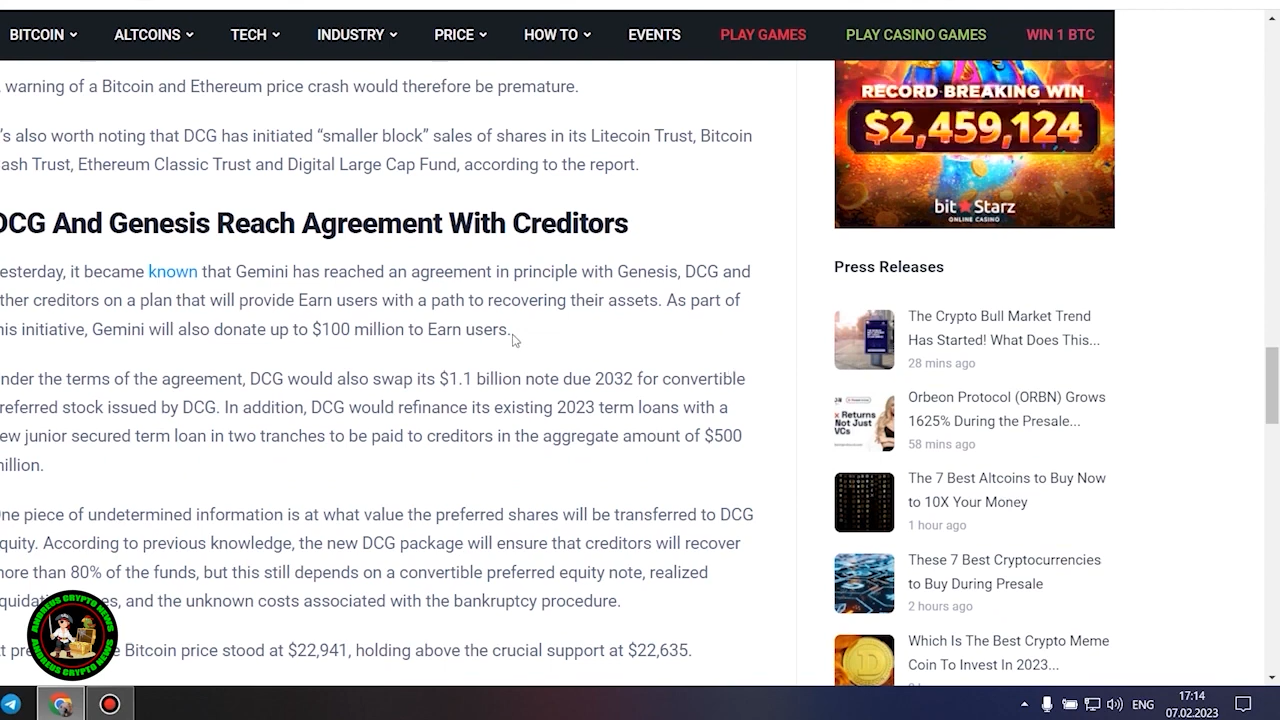 BITCOIN ALTCOINS TECH INDUSTRY PRICE HOW TO EVENTS PLAY GAMES PLAY CASINO GAMES WIN 1 BTC
warning of a Bitcoin and Ethereum price crash would therefore be premature.
's also worth noting that DCG has initiated “smaller block” sales of shares in its Litecoin Trust, Bitcoin
ash Trust, Ethereum Classic Trust and Digital Large Cap Fund, according to the report.
DCG And Genesis Reach Agreement With Creditors
esterday, it became known that Gemini has reached an agreement in principle with Genesis, DCG and
ther creditors on a plan that will provide Earn users with a path to recovering their assets. As part of
his initiative, Gemini will also donate up to $100 million to Earn users.
nder the terms of the agreement, DCG would also swap its $1.1 billion note due 2032 for convertible
referred stock issued by DCG. In addition, DCG would refinance its existing 2023 term loans with a
ew junior secured term loan in two tranches to be paid to creditors in the aggregate amount of $500
million.
One piece of undetermined information is at what value the preferred shares will be transferred to DCG
quity. According to previous knowledge, the new DCG package will ensure that creditors will recover
more than 80% of the funds, but this still depends on a convertible preferred equity note, realized
and the unknown costs associated with the bankruptcy procedure.
Bitcoin price stood at $22,941, holding above the crucial support at $22,635.
RECORD BREAKING WIN
$2,459,124
bitStarz
ONLINE CASINO
Press Releases
The Crypto Bull Market Trend
Has Started! What Does This...
28 mins ago
Returns
Not Just
VCs
Orbeon Protocol (ORBN) Grows
1625% During the Presale...
58 mins ago
The 7 Best Altcoins to Buy Now
to 10X Your Money
1 hour ago
These 7 Best Cryptocurrencies
to Buy During Presale
2 hours ago
Which Is The Best Crypto Meme
Coin To Invest In 2023...
ANDREUS CRYPTO NEWS
ANDREUS CRYPTO NEWS
ENG
17:14
07.02.2023